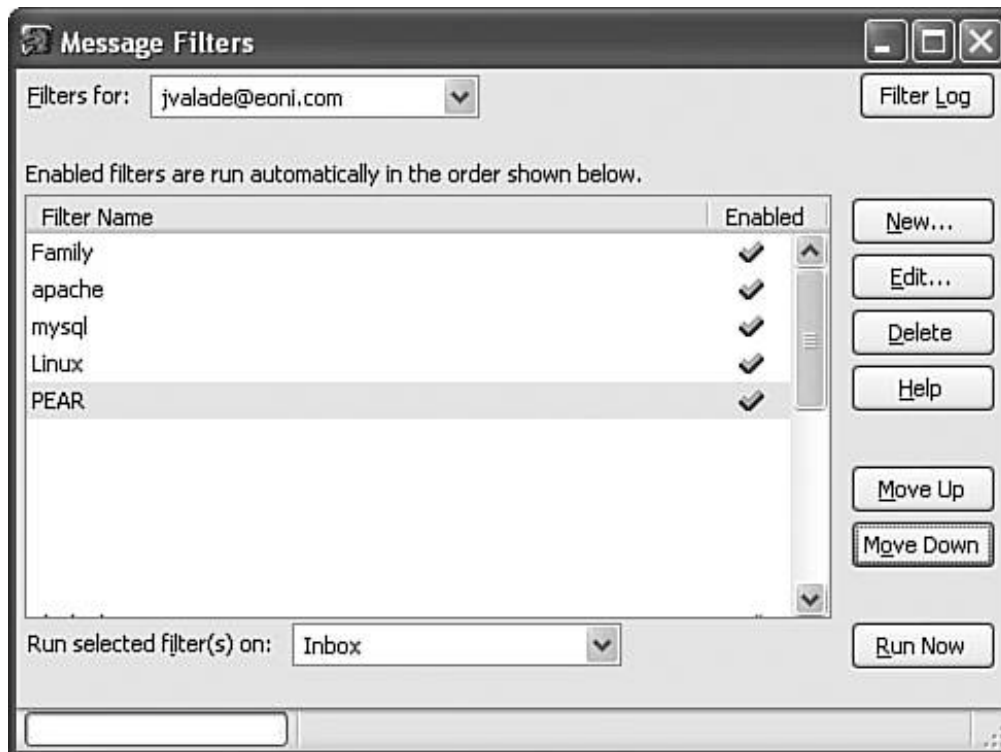 Message Filters
Filters for: jvalade@eoni.com
Filter Log
Enabled filters are run automatically in the order shown below.
Filter Name Enabled
Family
apache
mysql
Linux
PEAR
New...
Edit...
Delete
Help
Move Up
Move Down
Run selected filter(s) on: Inbox
Run Now